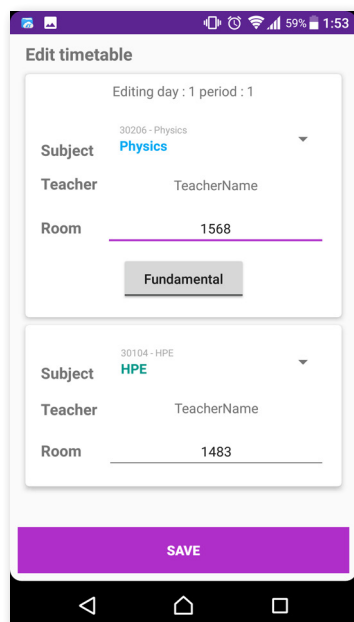 59% 1:53
Edit timetable
Editing day : 1 period : 1
30206 - Physics
Subject Physics
Teacher TeacherName
Room 1568
Fundamental
30104 - HPE
Subject HPE
Teacher TeacherName
Room 1483
SAVE